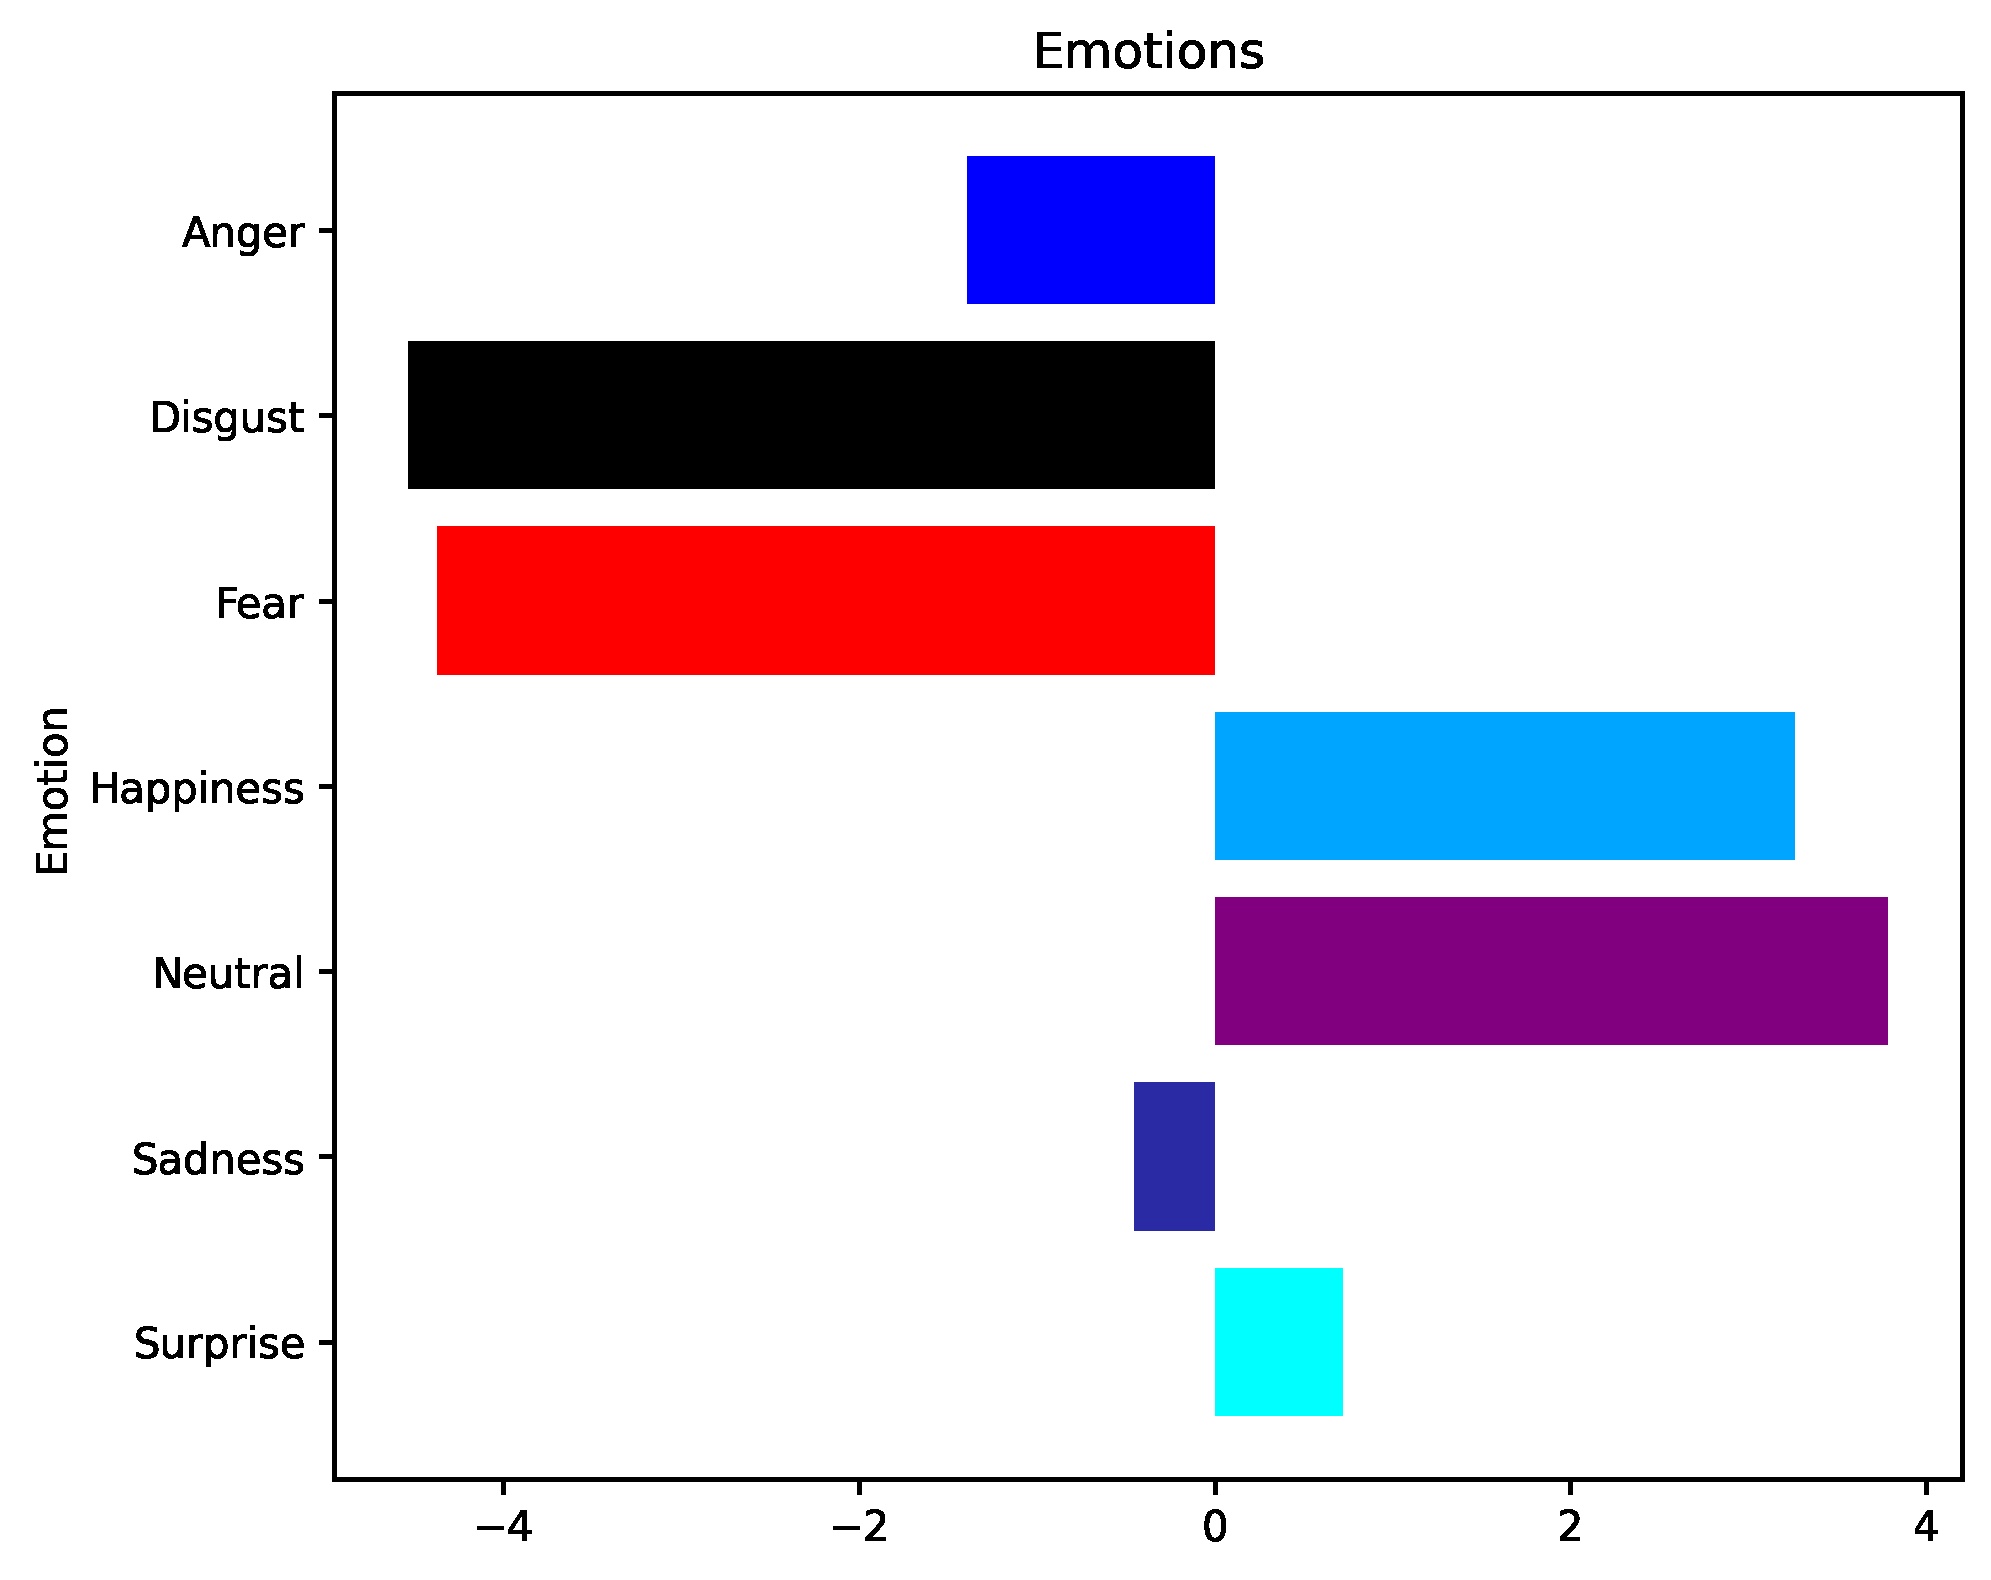 Emotions
Anger
Disgust
Fear
Happiness
Neutral
Sadness
Surprise
Emotion
−4 −2 0 2 4